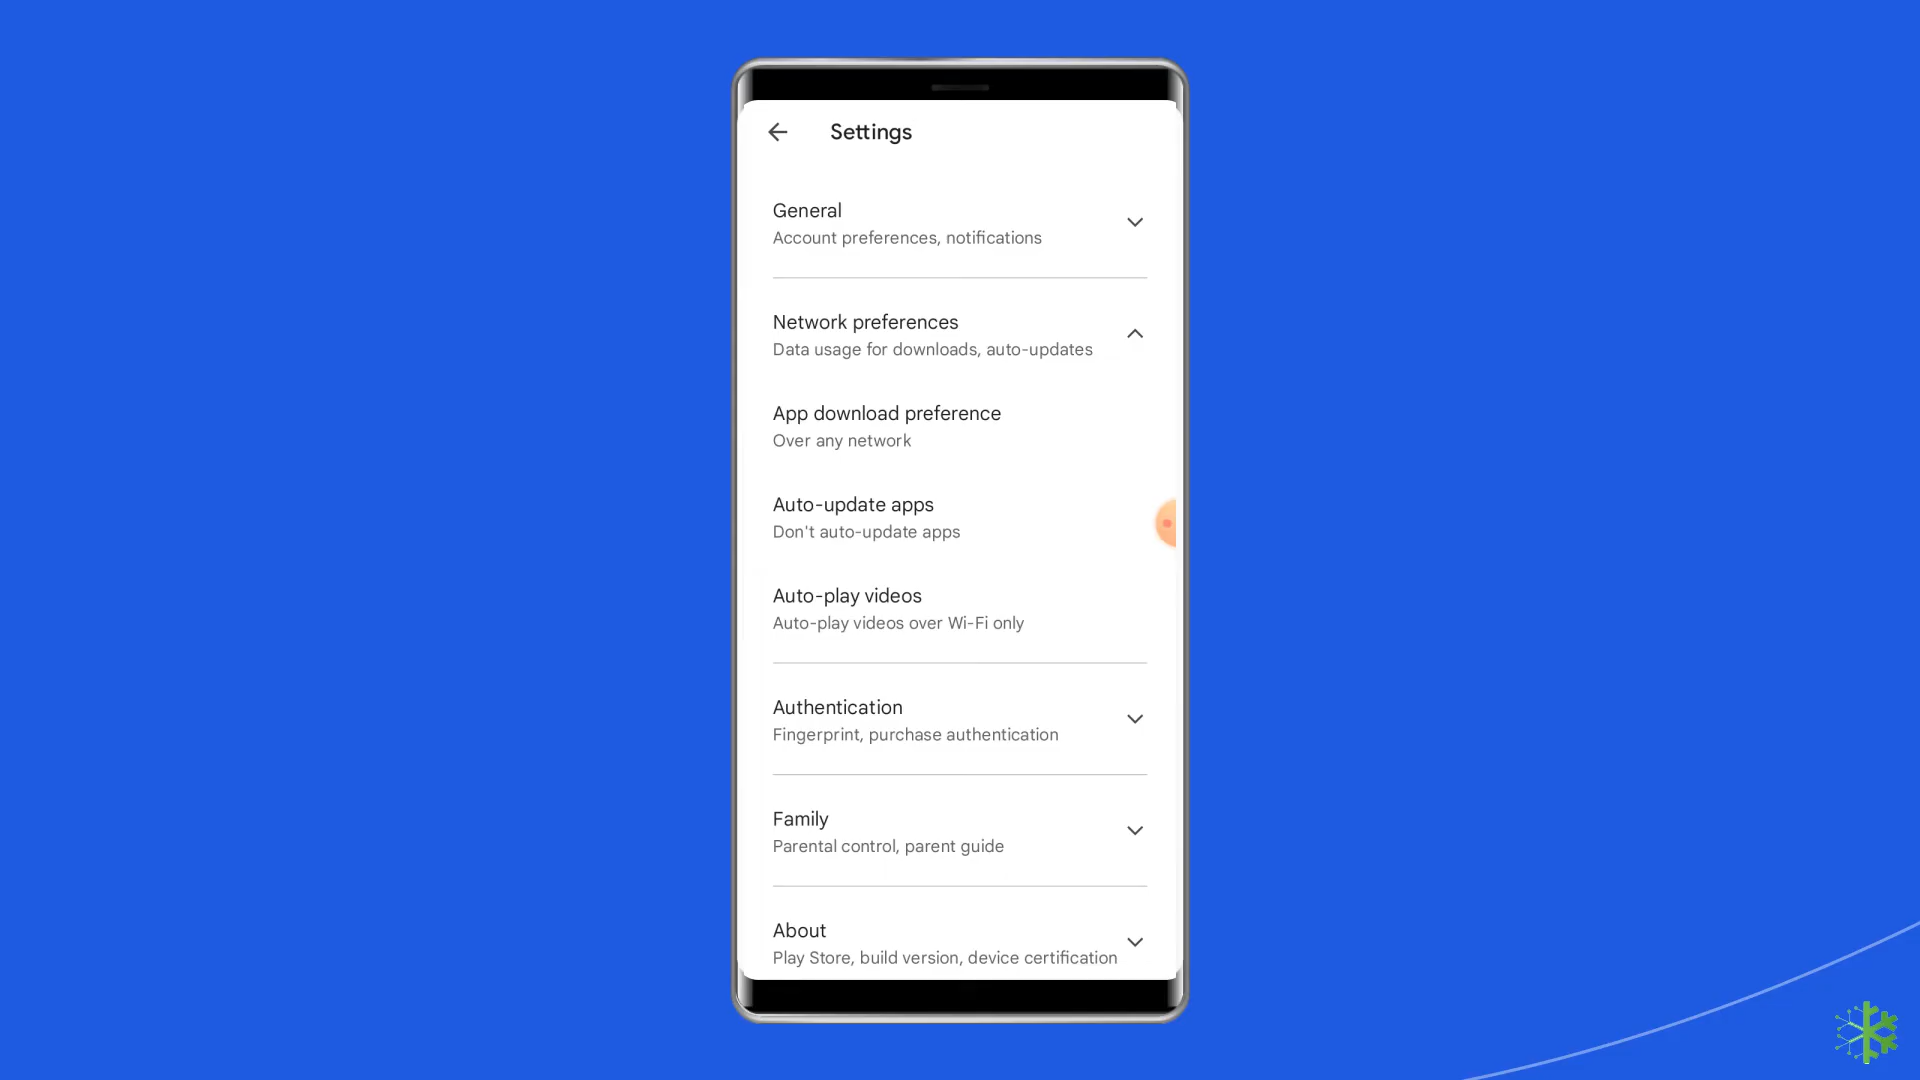 Settings
General
Account preferences, notifications
Network preferences
Data usage for downloads, auto-updates
App download preference
Over any network
Auto-update apps
Don't auto-update apps
Auto-play videos
Auto-play videos over Wi-Fi only
Authentication
Fingerprint, purchase authentication
Family
Parental control, parent guide
About
Play Store, build version, device certification